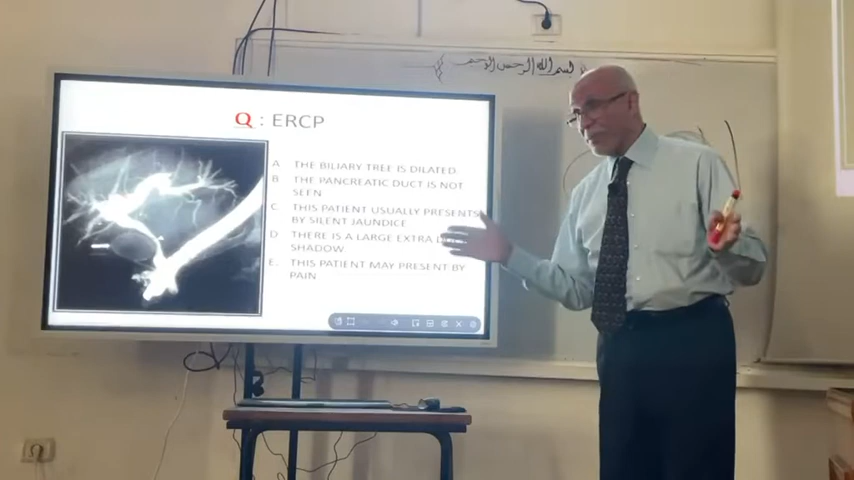 بسم الله الرحمن الرحيم
Q : ERCP
A THE BILIARY TREE IS DILATED.
B THE PANCREATIC DUCT IS NOT
SEEN
C. THIS PATIENT USUALLY PRESENTS
BY SILENT JAUNDICE.
D THERE IS A LARGE EXTRA
SHADOW.
E. THIS PATIENT MAY PRESENT BY
PAIN